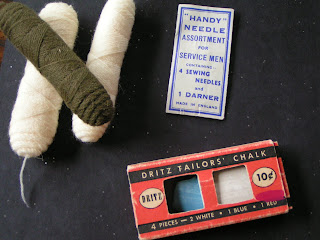 "HANDY"
NEEDLE
ASSORTMENT
FOR
SERVICE MEN
CONTAINING
4 SEWING
NEEDLES
and
1 DARNER
MADE IN ENGLAND
DRITZ TAILORS' CHALK
DRITZ
10¢
4 PIECES — 2 WHITE • 1 BLUE • 1 RED